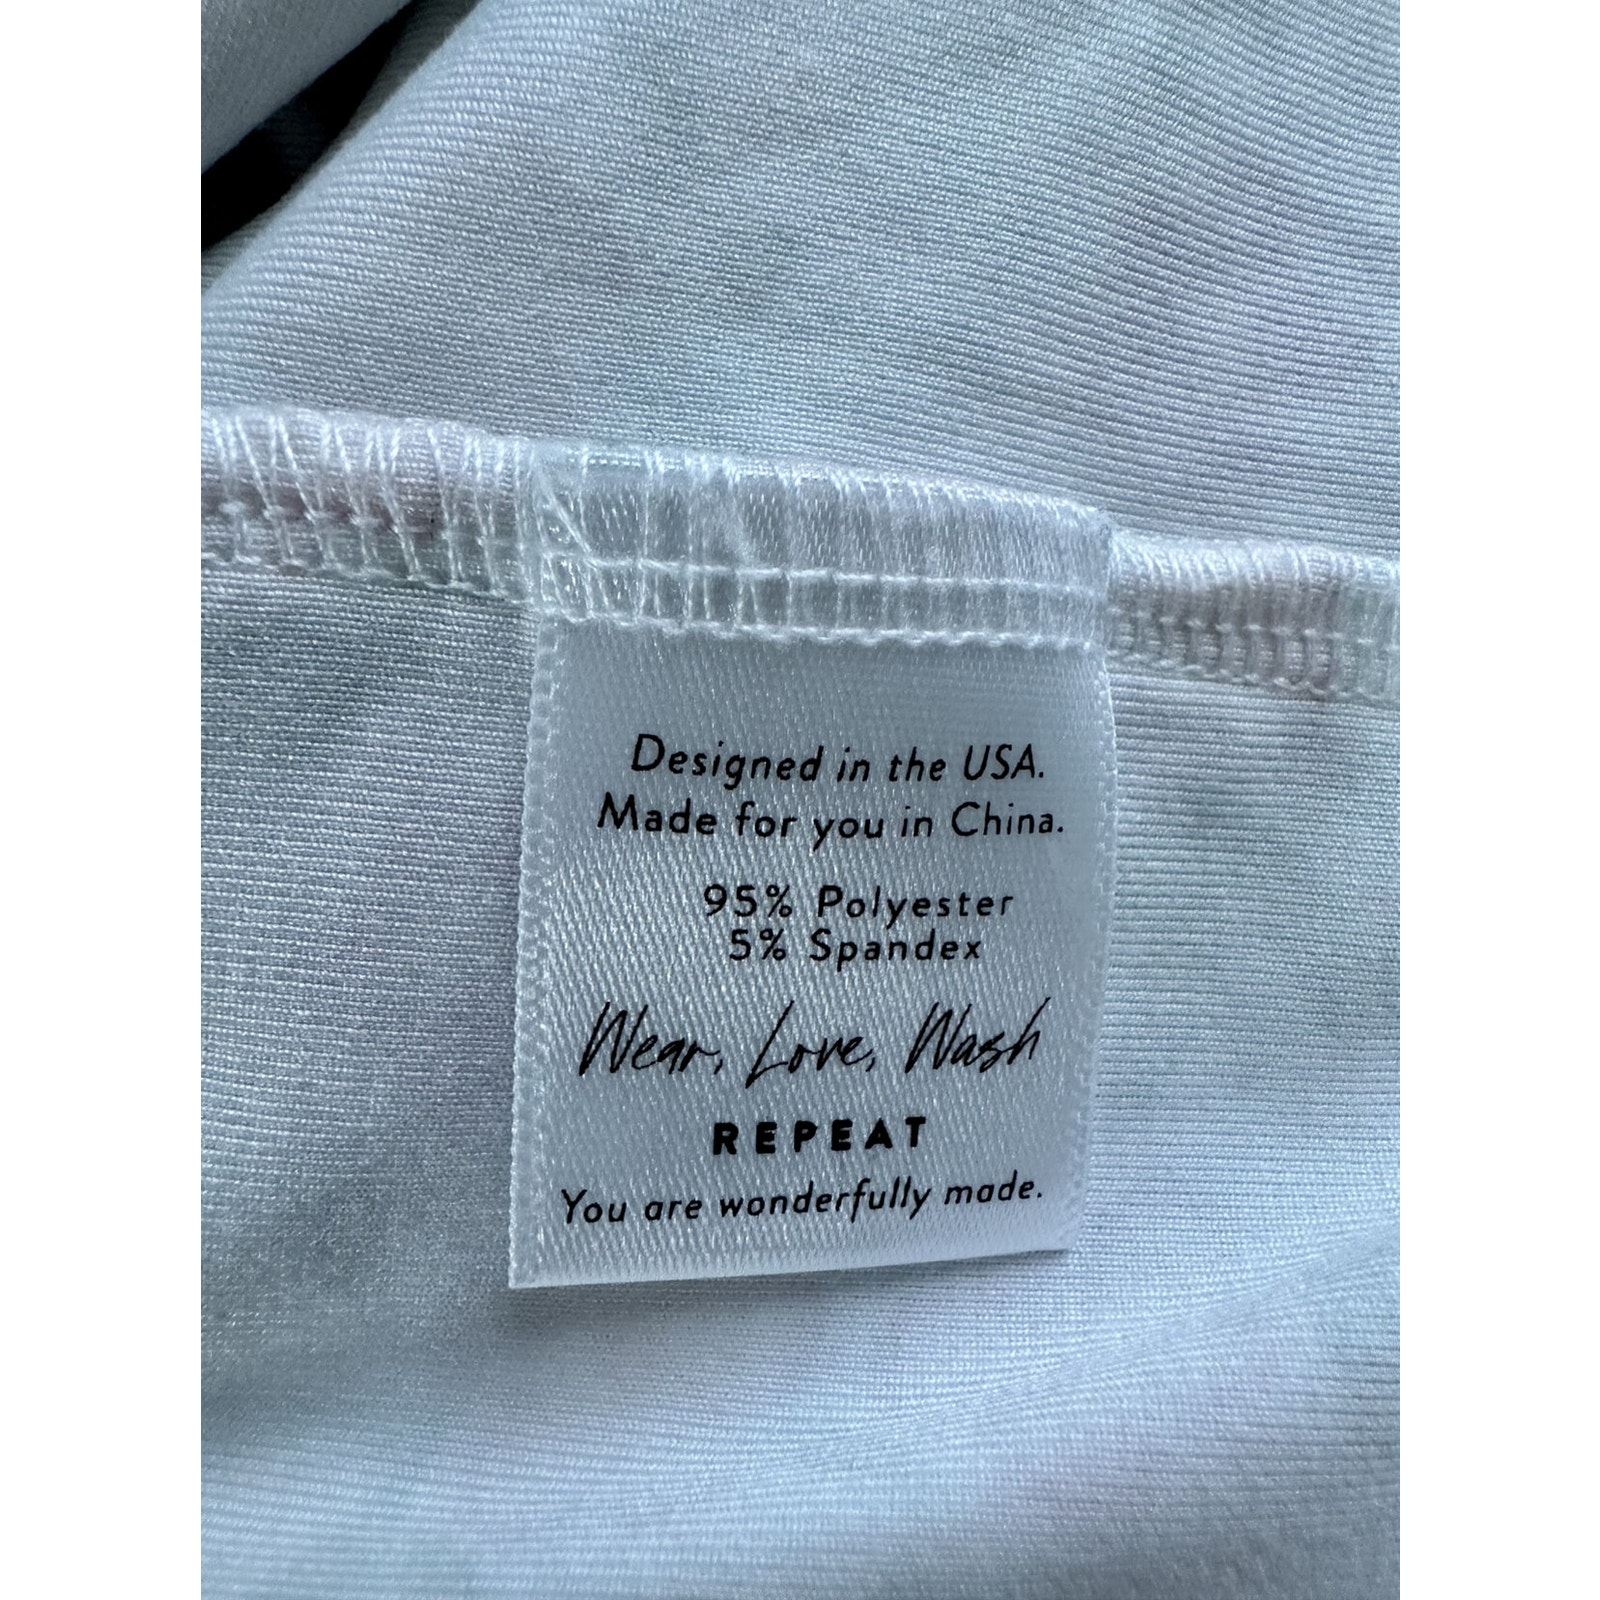 Designed in the USA.
Made for you in China.
95% Polyester
5% Spandex
Wear, Love, Wash
REPEAT
You are wonderfully made.